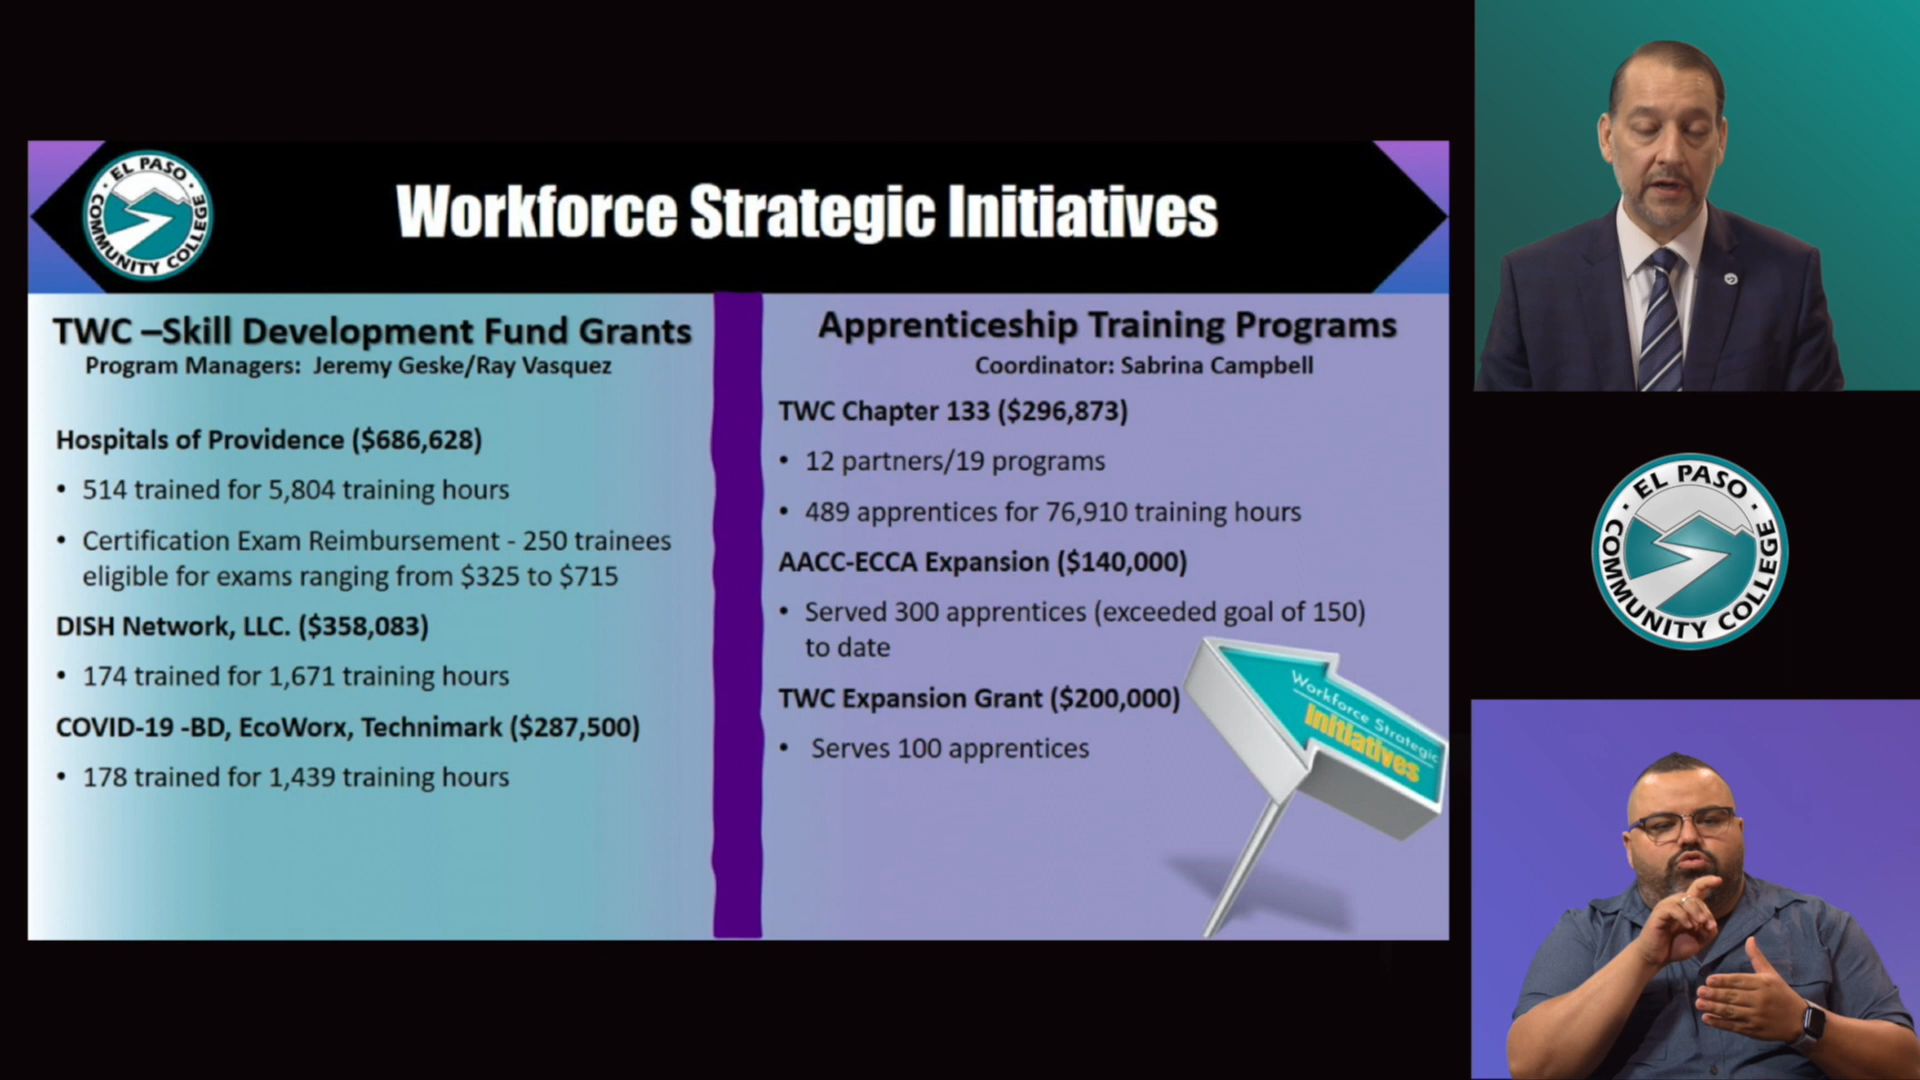 EL PASO
COMMUNITY COLLEGE
Workforce Strategic Initiatives
TWC –Skill Development Fund Grants
Program Managers:  Jeremy Geske/Ray Vasquez
Hospitals of Providence ($686,628)
• 514 trained for 5,804 training hours
• Certification Exam Reimbursement - 250 trainees
eligible for exams ranging from $325 to $715
DISH Network, LLC. ($358,083)
• 174 trained for 1,671 training hours
COVID-19 -BD, EcoWorx, Technimark ($287,500)
• 178 trained for 1,439 training hours
Apprenticeship Training Programs
Coordinator: Sabrina Campbell
TWC Chapter 133 ($296,873)
• 12 partners/19 programs
• 489 apprentices for 76,910 training hours
AACC-ECCA Expansion ($140,000)
• Served 300 apprentices (exceeded goal of 150)
to date
TWC Expansion Grant ($200,000)
• Serves 100 apprentices
Workforce Strategic
Initiatives
EL PASO
COMMUNITY COLLEGE